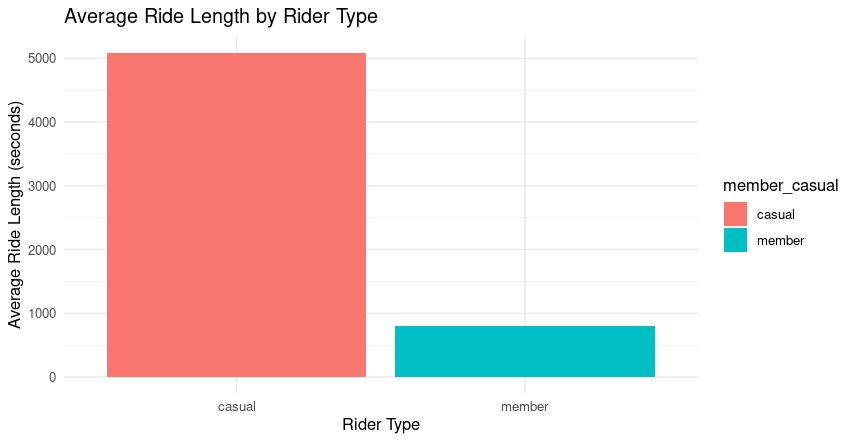 Average Ride Length by Rider Type
Average Ride Length (seconds)
5000
4000
3000
2000
1000
0
casual
member
Rider Type
member_casual
casual
member